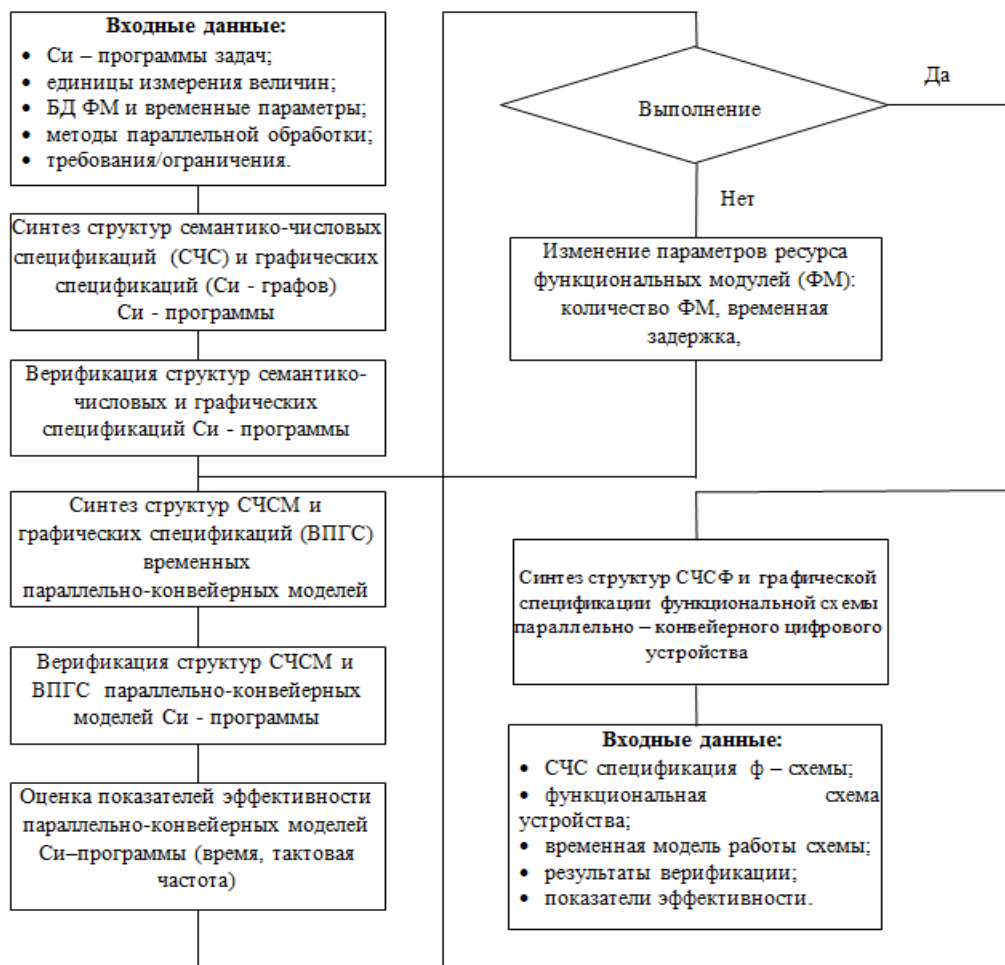 Входные данные:
• Си – программы задач;
• единицы измерения величин;
• БД ФМ и временные параметры;
• методы параллельной обработки;
• требования/ограничения.
Синтез структур семантико-числовых
спецификаций (СЧС) и графических
спецификаций (Си - графов)
Си - программы
Верификация структур семантико-
числовых и графических
спецификаций Си - программы
Синтез структур СЧСМ и
графических спецификаций (ВПГС)
временных
параллельно-конвейерных моделей
Верификация структур СЧСМ и
ВПГС параллельно-конвейерных
моделей Си - программы
Оценка показателей эффективности
параллельно-конвейерных моделей
Си–программы (время, тактовая
частота)
Выполнение
Да
Нет
Изменение параметров ресурса
функциональных модулей (ФМ):
количество ФМ, временная
задержка,
Синтез структур СЧСФ и графической
спецификации функциональной схемы
параллельно – конвейерного цифрового
устройства
Входные данные:
• СЧС спецификация ф – схемы;
• функциональная схема
устройства;
• временная модель работы схемы;
• результаты верификации;
• показатели эффективности.